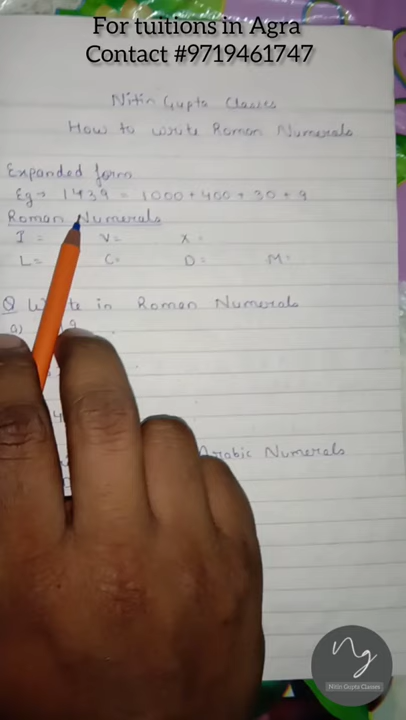 For tuitions in Agra
Contact #9719461747
Nitin Gupta Classes
How to write Roman Numerals
Expanded form
Eg → 1439 = 1000 + 400 + 30 + 9
Roman Numerals
I = V = X =
L = C = D = M =
Q Write in Roman Numerals
a)
Arabic Numerals
Ng
Nitin Gupta Classes